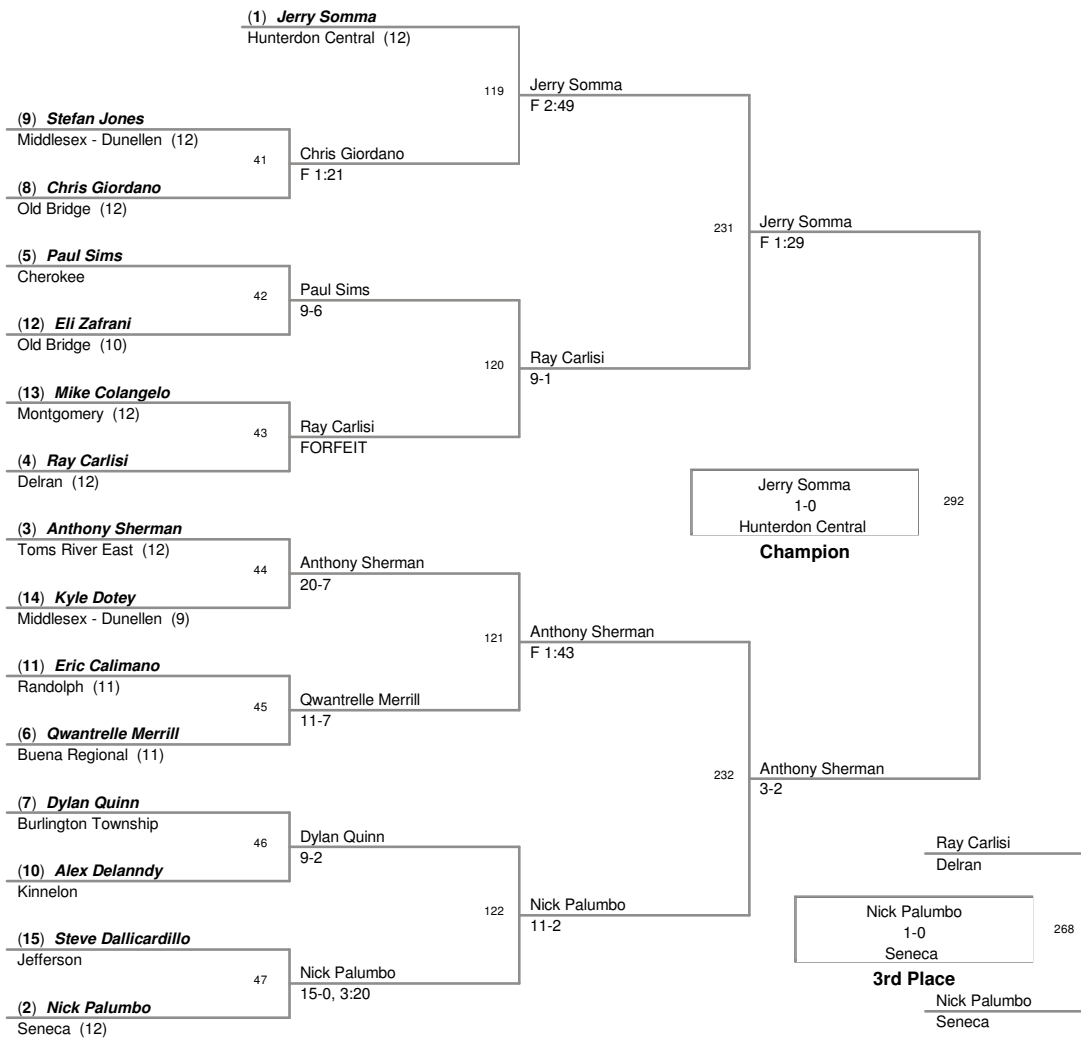 (1) Jerry Somma
Hunterdon Central (12)
119
Jerry Somma
F 2:49
(9) Stefan Jones
Middlesex - Dunellen (12)
41
Chris Giordano
F 1:21
(8) Chris Giordano
Old Bridge (12)
231
Jerry Somma
F 1:29
(5) Paul Sims
Cherokee
42
Paul Sims
9-6
(12) Eli Zafrani
Old Bridge (10)
120
Ray Carlisi
9-1
(13) Mike Colangelo
Montgomery (12)
43
Ray Carlisi
FORFEIT
(4) Ray Carlisi
Delran (12)
Jerry Somma
1-0
Hunterdon Central
Champion
292
(3) Anthony Sherman
Toms River East (12)
44
Anthony Sherman
20-7
(14) Kyle Dotey
Middlesex - Dunellen (9)
121
Anthony Sherman
F 1:43
(11) Eric Calimano
Randolph (11)
45
Qwantrelle Merrill
11-7
(6) Qwantrelle Merrill
Buena Regional (11)
232
Anthony Sherman
3-2
(7) Dylan Quinn
Burlington Township
46
Dylan Quinn
9-2
(10) Alex Delanndy
Kinnelon
122
Nick Palumbo
11-2
(15) Steve Dallicardillo
Jefferson
47
Nick Palumbo
15-0, 3:20
(2) Nick Palumbo
Seneca (12)
Ray Carlisi
Delran
Nick Palumbo
1-0
Seneca
268
3rd Place
Nick Palumbo
Seneca